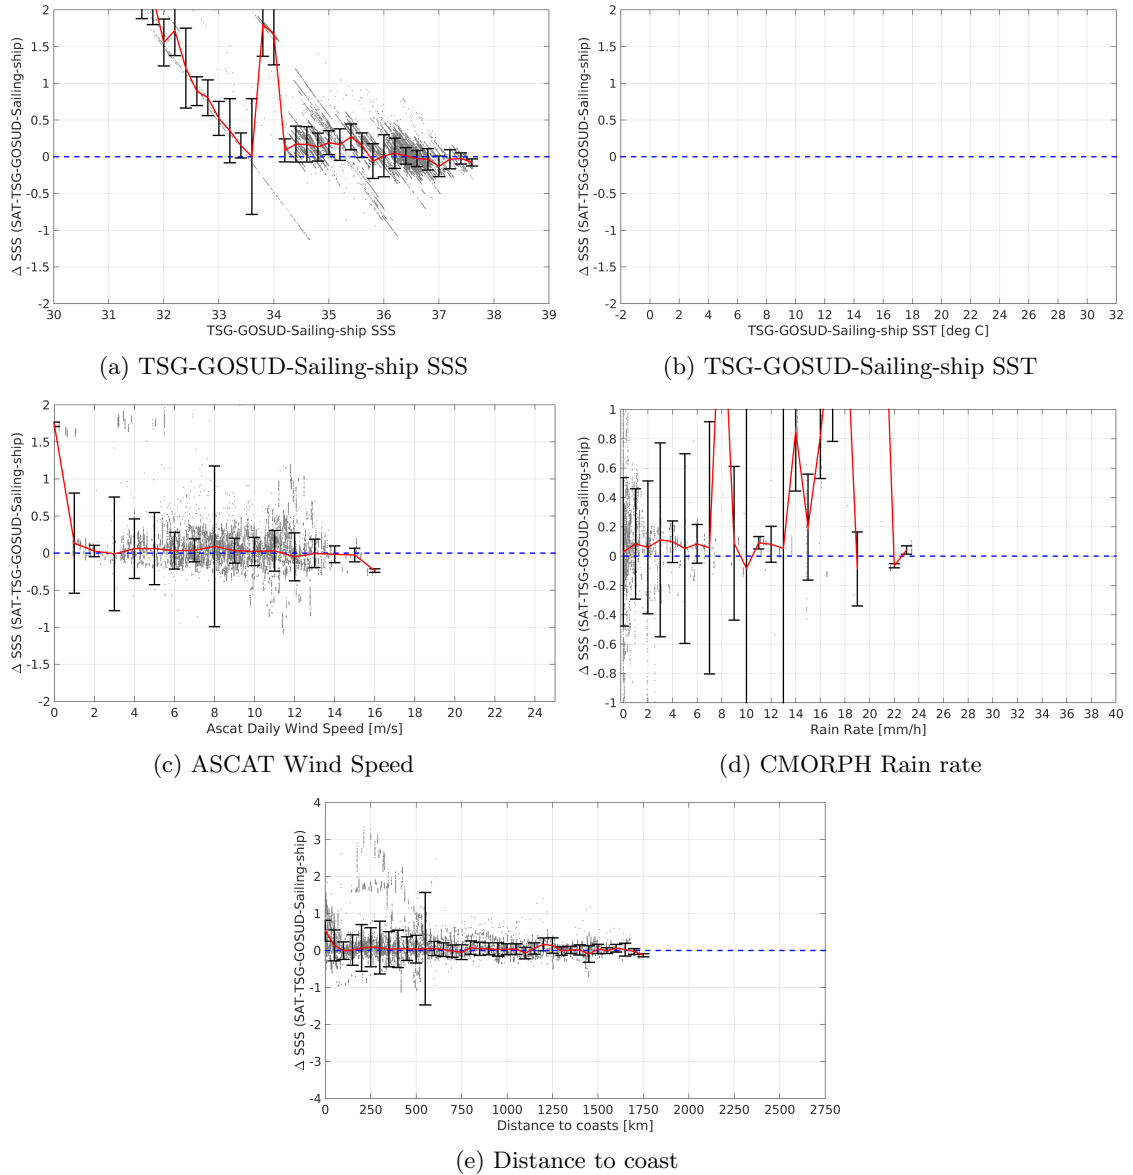 2
1.5
1
0.5
0
-0.5
-1
-1.5
-2
Δ SSS (SAT-TSG-GOSUD-Sailing-ship)
30 31 32 33 34 35 36 37 38 39
TSG-GOSUD-Sailing-ship SSS
(a) TSG-GOSUD-Sailing-ship SSS
2
1.5
1
0.5
0
-0.5
-1
-1.5
-2
Δ SSS (SAT-TSG-GOSUD-Sailing-ship)
-2 0 2 4 6 8 10 12 14 16 18 20 22 24 26 28 30 32
TSG-GOSUD-Sailing-ship SST [deg C]
(b) TSG-GOSUD-Sailing-ship SST
2
1.5
1
0.5
0
-0.5
-1
-1.5
-2
Δ SSS (SAT-TSG-GOSUD-Sailing-ship)
0 2 4 6 8 10 12 14 16 18 20 22 24
Ascat Daily Wind Speed [m/s]
(c) ASCAT Wind Speed
1
0.8
0.6
0.4
0.2
0
-0.2
-0.4
-0.6
-0.8
-1
Δ SSS (SAT-TSG-GOSUD-Sailing-ship)
0 2 4 6 8 10 12 14 16 18 20 22 24 26 28 30 32 34 36 38 40
Rain Rate [mm/h]
(d) CMORPH Rain rate
4
3
2
1
0
-1
-2
-3
-4
Δ SSS (SAT-TSG-GOSUD-Sailing-ship)
0 250 500 750 1000 1250 1500 1750 2000 2250 2500 2750
Distance to coasts [km]
(e) Distance to coast